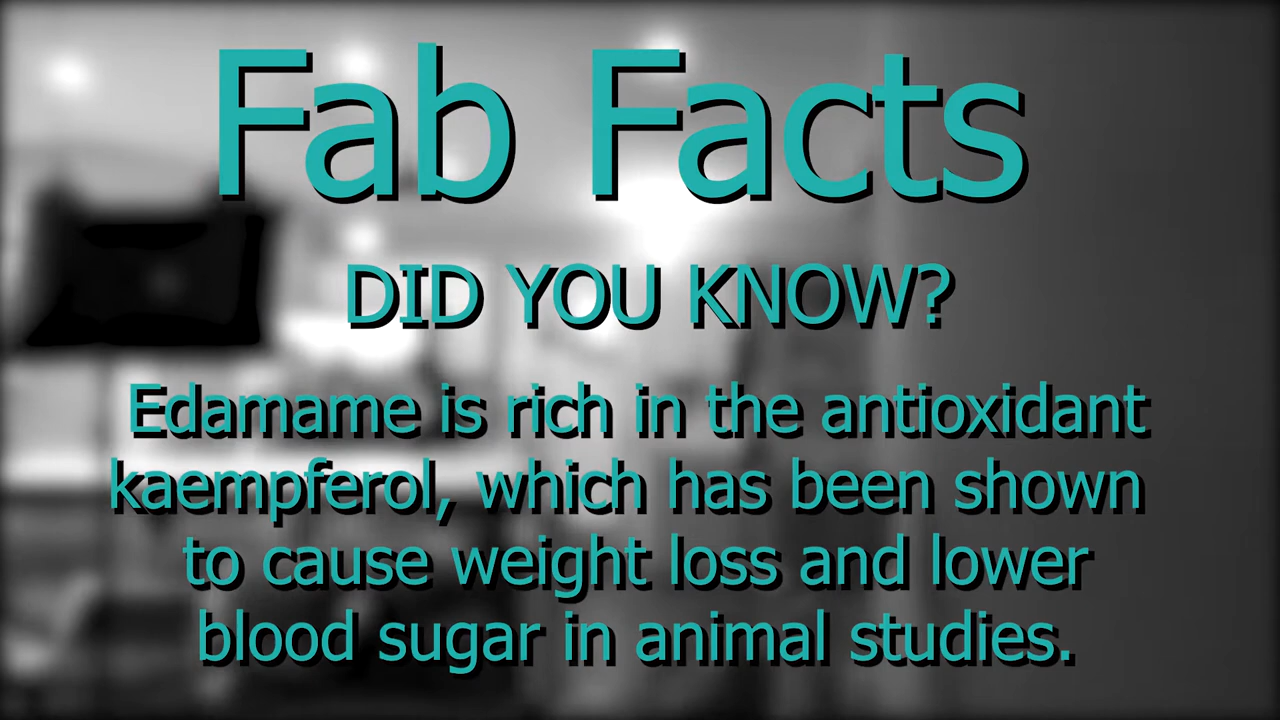 Fab Facts
DID YOU KNOW?
Edamame is rich in the antioxidant
kaempferol, which has been shown
to cause weight loss and lower
blood sugar in animal studies.